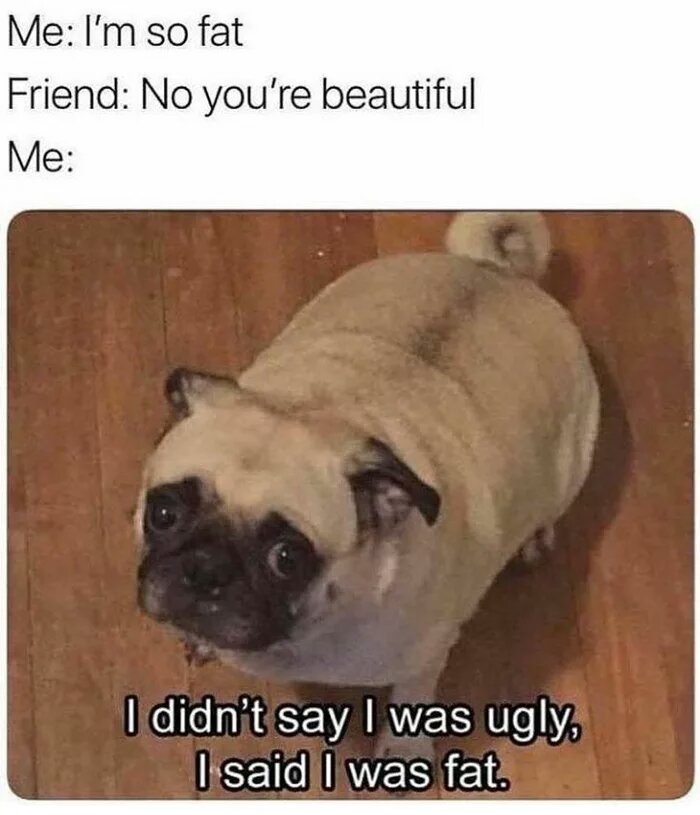 Me: I'm so fat
Friend: No you're beautiful
Me:
I didn't say I was ugly,
I said I was fat.